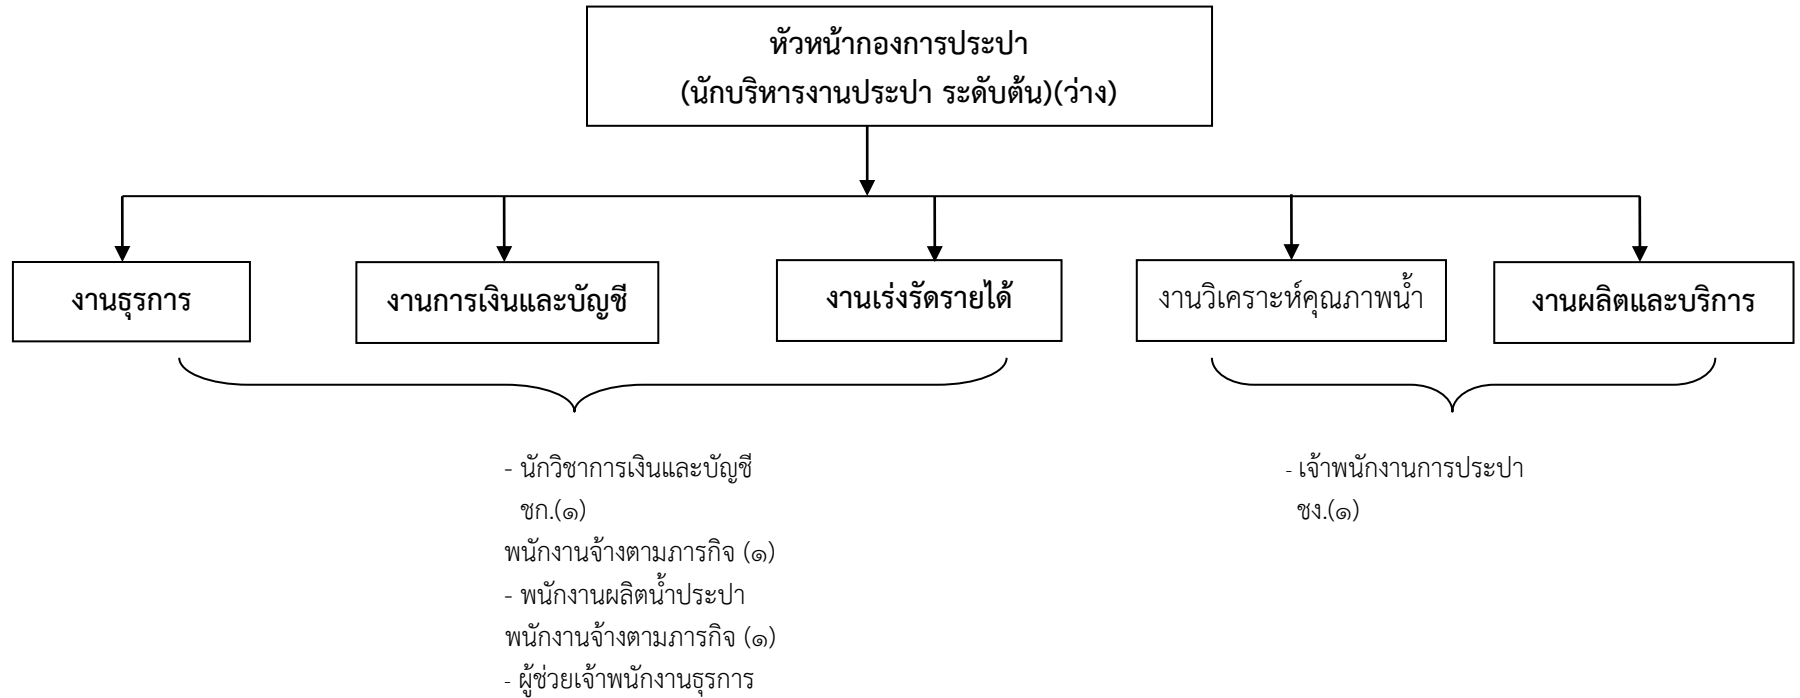 หัวหน้ากองการประปา
(นักบริหารงานประปา ระดับต้น)(ว่าง)
งานธุรการ
งานการเงินและบัญชี
งานเร่งรัดรายได้
งานวิเคราะห์คุณภาพน้ำ
งานผลิตและบริการ
- นักวิชาการเงินและบัญชี
ชก.(๑)
พนักงานจ้างตามภารกิจ (๑)
- พนักงานผลิตน้ำประปา
พนักงานจ้างตามภารกิจ (๑)
- ผู้ช่วยเจ้าพนักงานธุรการ
- เจ้าพนักงานการประปา
ชง.(๑)